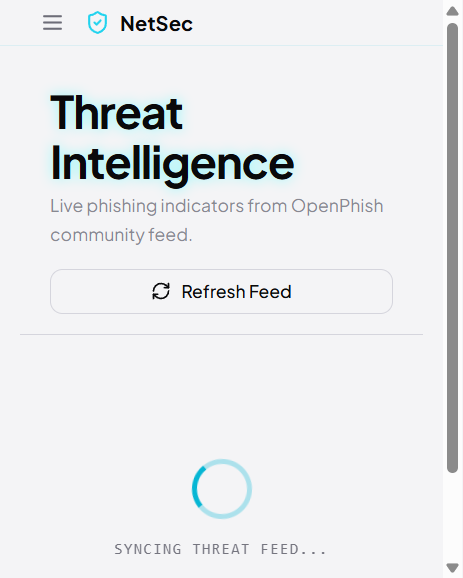 NetSec
Threat
Intelligence
Live phishing indicators from OpenPhish
community feed.
Refresh Feed
SYNCING THREAT FEED...